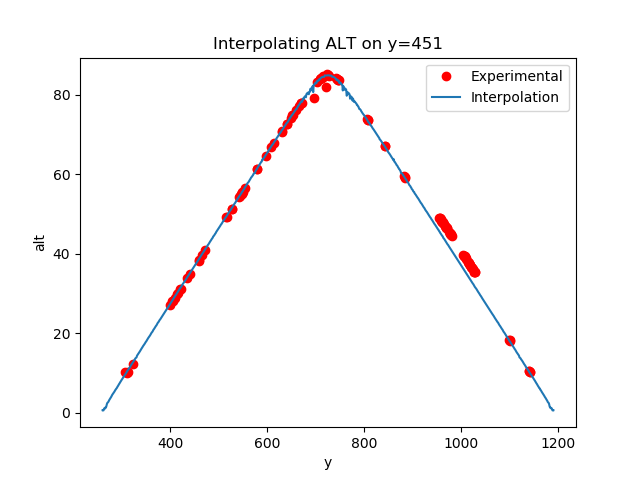 Interpolating ALT on y=451
Experimental
Interpolation
80
60
40
20
0
alt
400 600 800 1000 1200
y